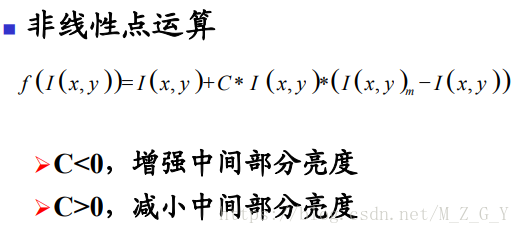 非线性点运算
f(I(x,y))=I(x,y)+C*I(x,y)*(I(x,y)m−I(x,y))
C<0，增强中间部分亮度
C>0，减小中间部分亮度
https://blog.csdn.net/M_Z_G_Y